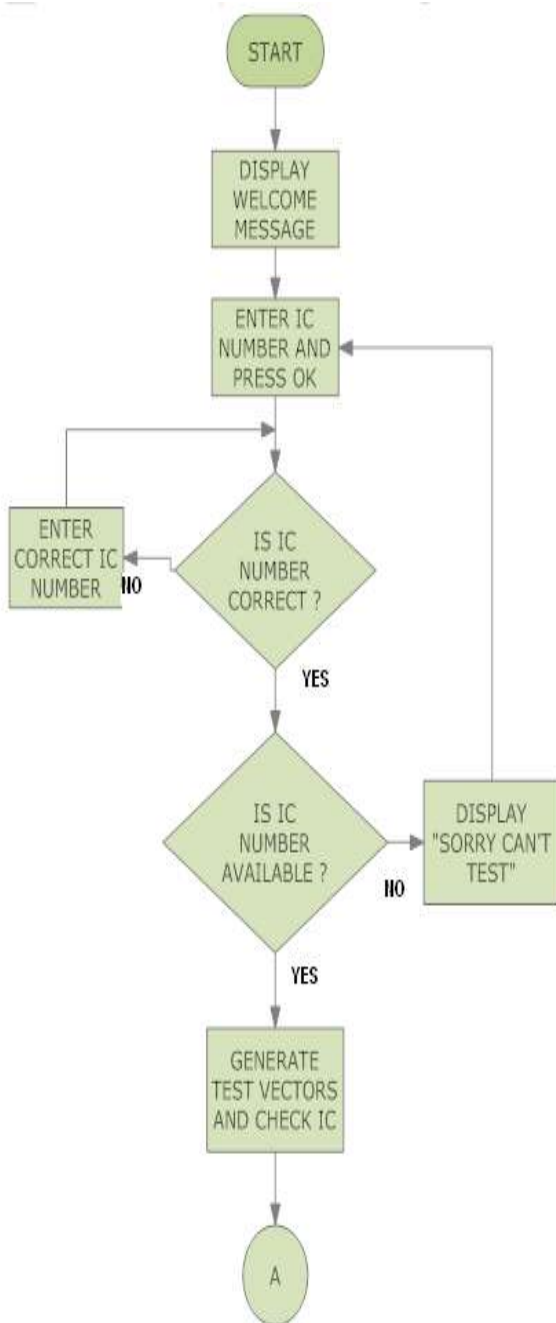 START
DISPLAY
WELCOME
MESSAGE
ENTER IC
NUMBER AND
PRESS OK
IS IC
NUMBER
CORRECT ?
NO
ENTER
CORRECT IC
NUMBER
YES
IS IC
NUMBER
AVAILABLE ?
NO
DISPLAY
"SORRY CAN'T
TEST"
YES
GENERATE
TEST VECTORS
AND CHECK IC
A